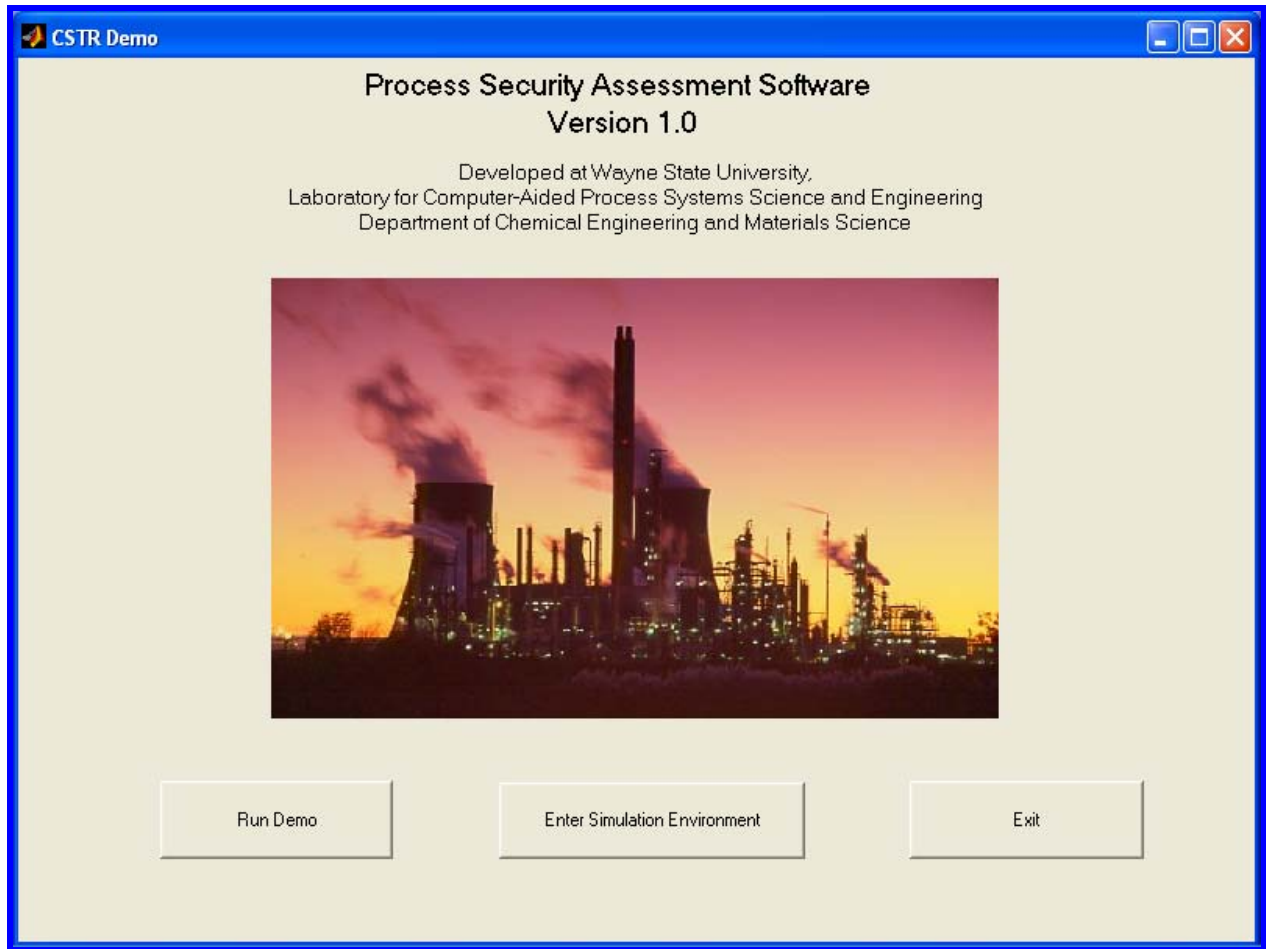 CSTR Demo
Process Security Assessment Software
Version 1.0
Developed at Wayne State University,
Laboratory for Computer-Aided Process Systems Science and Engineering
Department of Chemical Engineering and Materials Science
Run Demo
Enter Simulation Environment
Exit